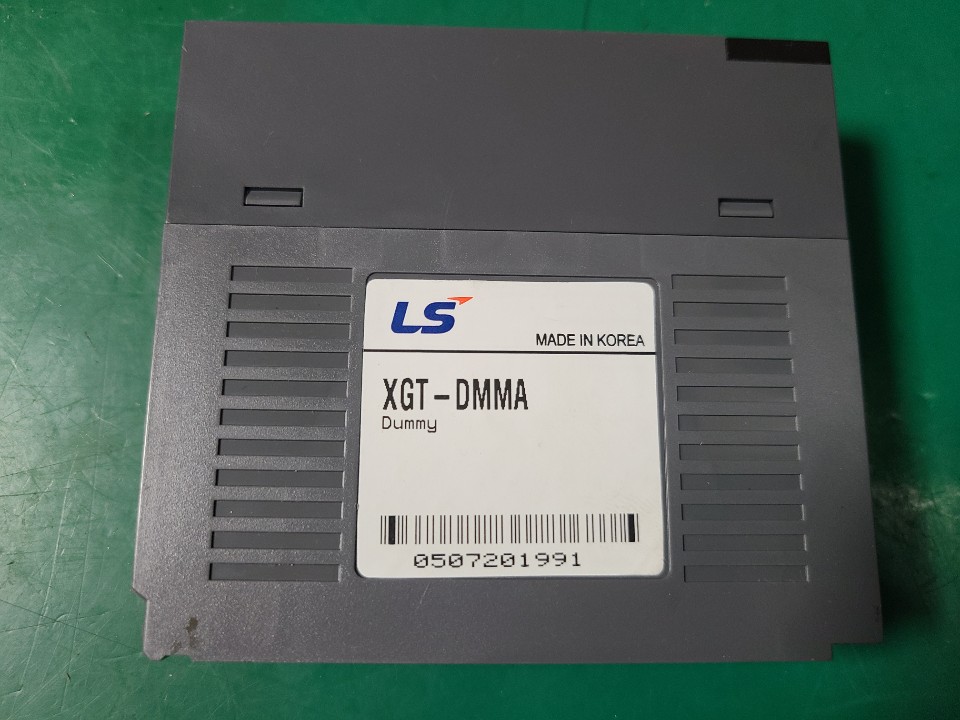 LS
MADE IN KOREA
XGT-DMMA
Dummy
0507201991